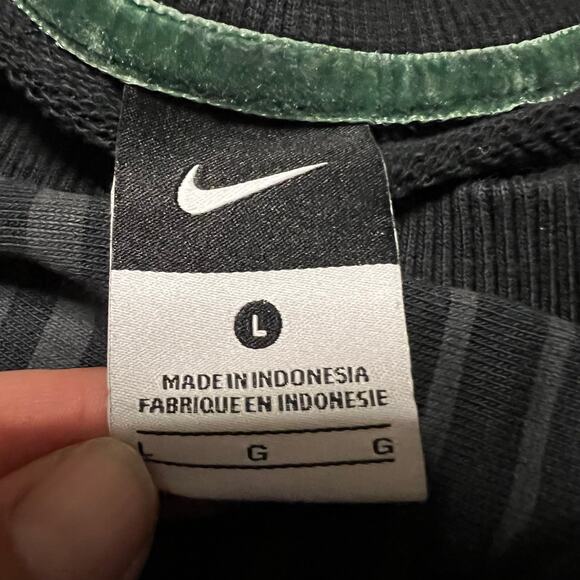 L
MADE IN INDONESIA
FABRIQUE EN INDONESIE
L G G